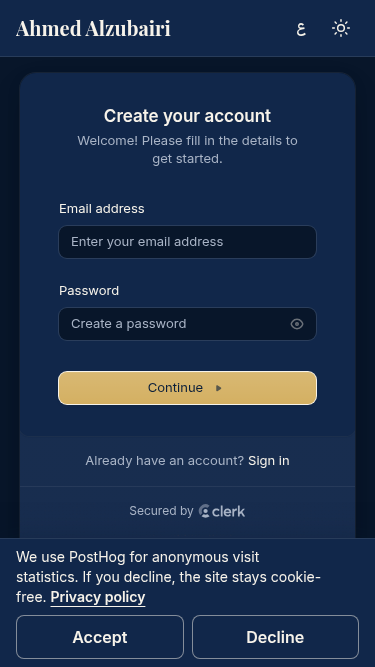 Ahmed Alzubairi
ع
Create your account
Welcome! Please fill in the details to
get started.
Email address
Enter your email address
Password
Create a password
Continue
Already have an account? Sign in
Secured by clerk
We use PostHog for anonymous visit
statistics. If you decline, the site stays cookie-
free. Privacy policy
Accept
Decline